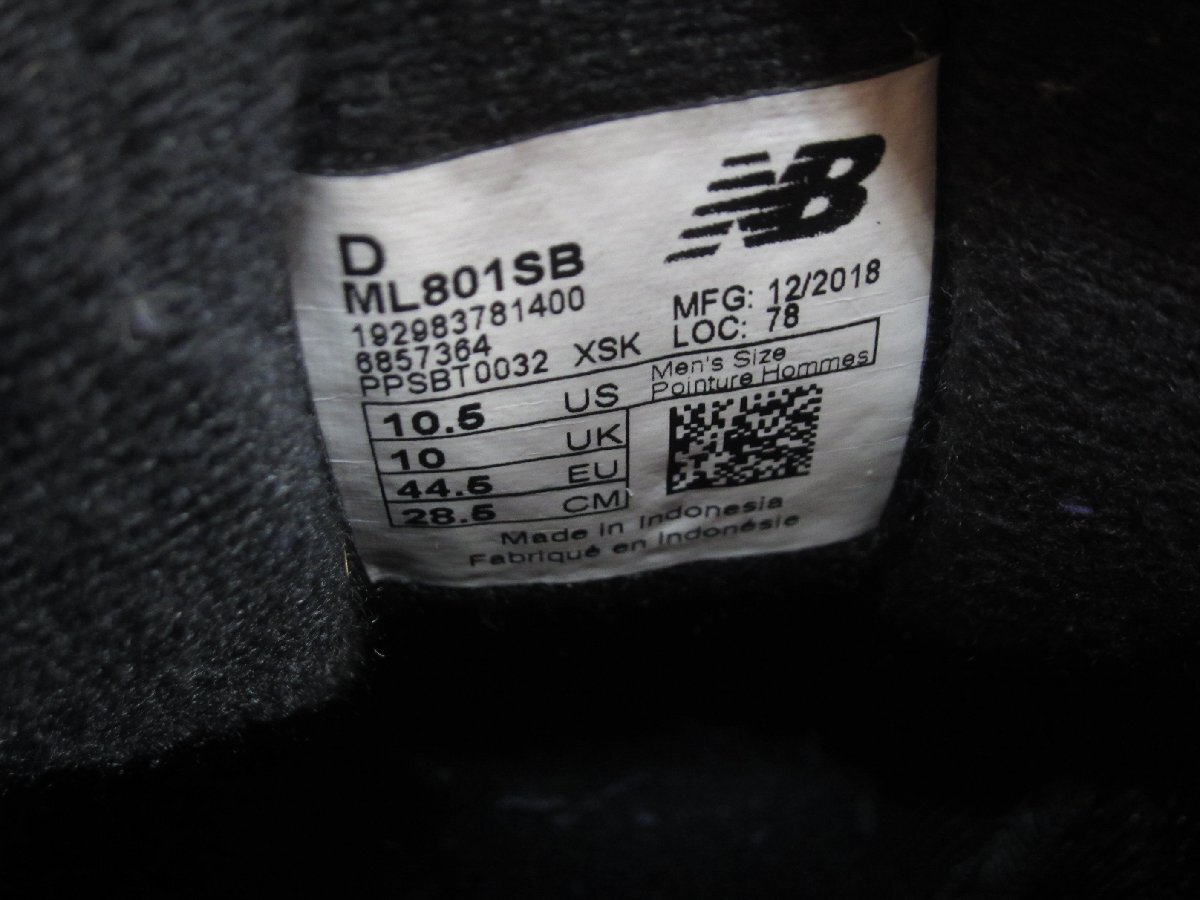 NB
D
ML801SB
192983781400
6857364
PPSBT0032 XSK
MFG: 12/2018
LOC: 78
Men's Size
Pointure Hommes
10.5 US
10 UK
44.5 EU
28.5 CM
Made in Indonesia
Fabriqué en Indonésie